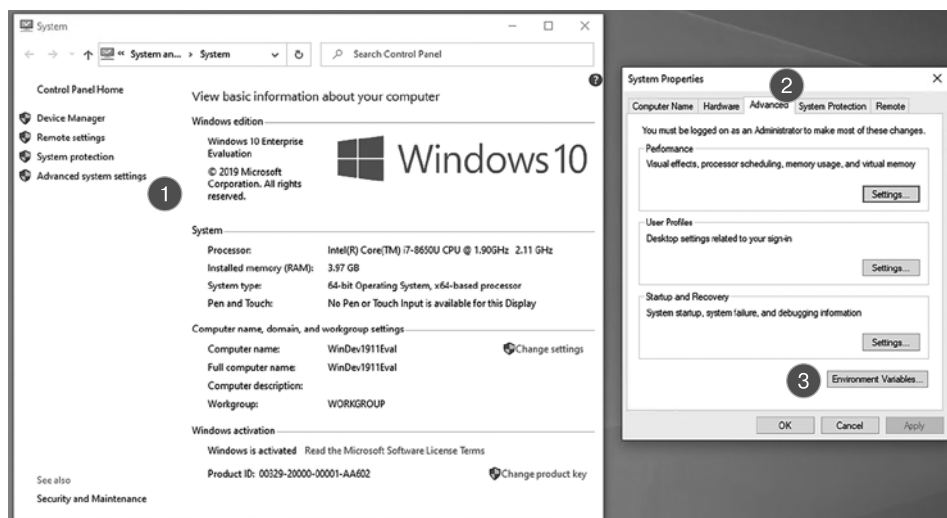 System
« System an... › System
Search Control Panel
Control Panel Home
Device Manager
Remote settings
System protection
Advanced system settings
1
See also
Security and Maintenance
?
View basic information about your computer
Windows edition
Windows 10 Enterprise
Evaluation
© 2019 Microsoft
Corporation. All rights
reserved.
Windows 10
System
Processor: Intel(R) Core(TM) i7-8650U CPU @ 1.90GHz 2.11 GHz
Installed memory (RAM): 3.97 GB
System type: 64-bit Operating System, x64-based processor
Pen and Touch: No Pen or Touch Input is available for this Display
Computer name, domain, and workgroup settings
Computer name: WinDev1911Eval Change settings
Full computer name: WinDev1911Eval
Computer description:
Workgroup: WORKGROUP
Windows activation
Windows is activated Read the Microsoft Software License Terms
Product ID: 00329-20000-00001-AA602 Change product key
System Properties
2
Computer Name Hardware Advanced System Protection Remote
You must be logged on as an Administrator to make most of these changes.
Performance
Visual effects, processor scheduling, memory usage, and virtual memory
Settings...
User Profiles
Desktop settings related to your sign-in
Settings...
Startup and Recovery
System startup, system failure, and debugging information
Settings...
3 Environment Variables...
OK Cancel Apply